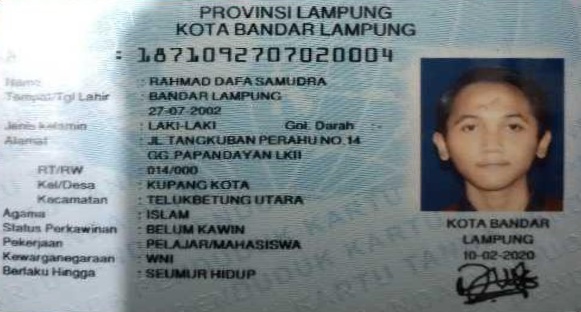 PROVINSI LAMPUNG
KOTA BANDAR LAMPUNG
: 1871092707020004
Nama : RAHMAD DAFA SAMUDRA
Tempat/Tgl Lahir : BANDAR LAMPUNG
27-07-2002
Jenis kelamin : LAKI-LAKI Gol. Darah -
Alamat : JL.TANGKUBAN PERAHU NO.14
GG.PAPANDAYAN LKII
RT/RW : 014/000
Kel/Desa : KUPANG KOTA
Kecamatan : TELUKBETUNG UTARA
Agama : ISLAM
Status Perkawinan : BELUM KAWIN
Pekerjaan : PELAJAR/MAHASISWA
Kewarganegaraan : WNI
Berlaku Hingga : SEUMUR HIDUP
KOTA BANDAR
LAMPUNG
10-02-2020